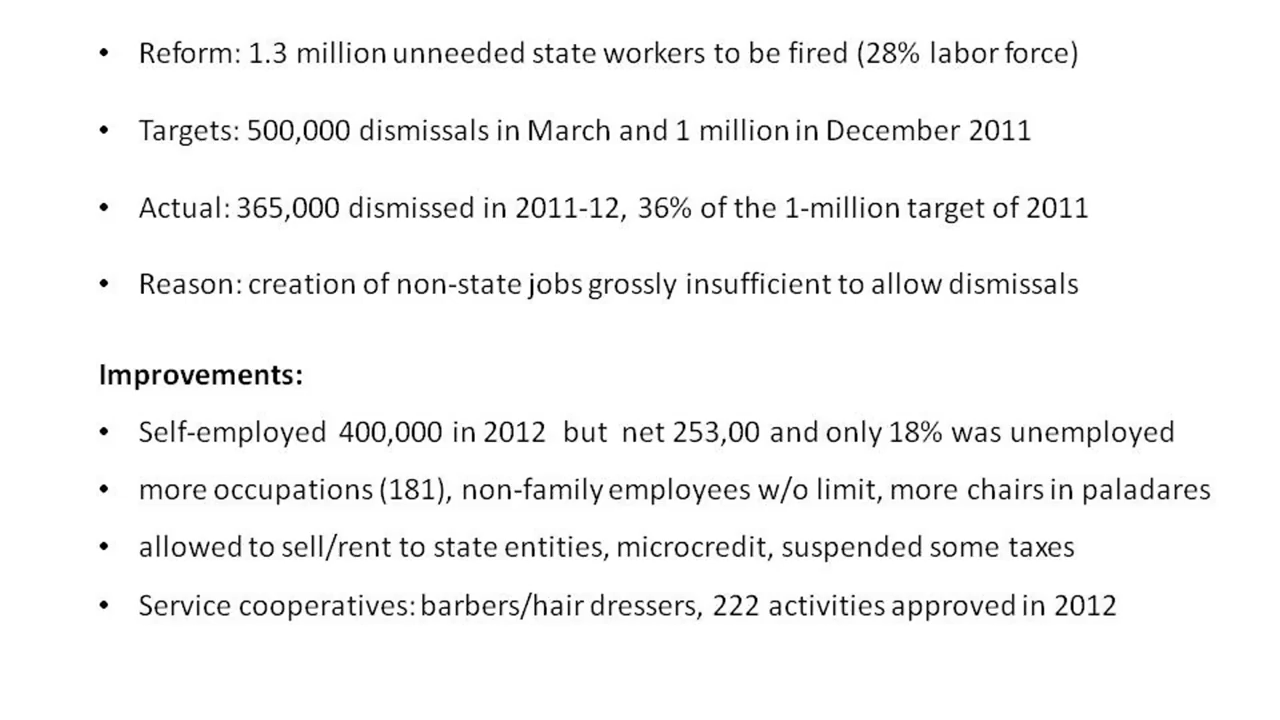 • Reform: 1.3 million unneeded state workers to be fired (28% labor force)
• Targets: 500,000 dismissals in March and 1 million in December 2011
• Actual: 365,000 dismissed in 2011-12, 36% of the 1-million target of 2011
• Reason: creation of non-state jobs grossly insufficient to allow dismissals
Improvements:
• Self-employed 400,000 in 2012 but net 253,00 and only 18% was unemployed
• more occupations (181), non-family employees w/o limit, more chairs in paladares
• allowed to sell/rent to state entities, microcredit, suspended some taxes
• Service cooperatives: barbers/hair dressers, 222 activities approved in 2012